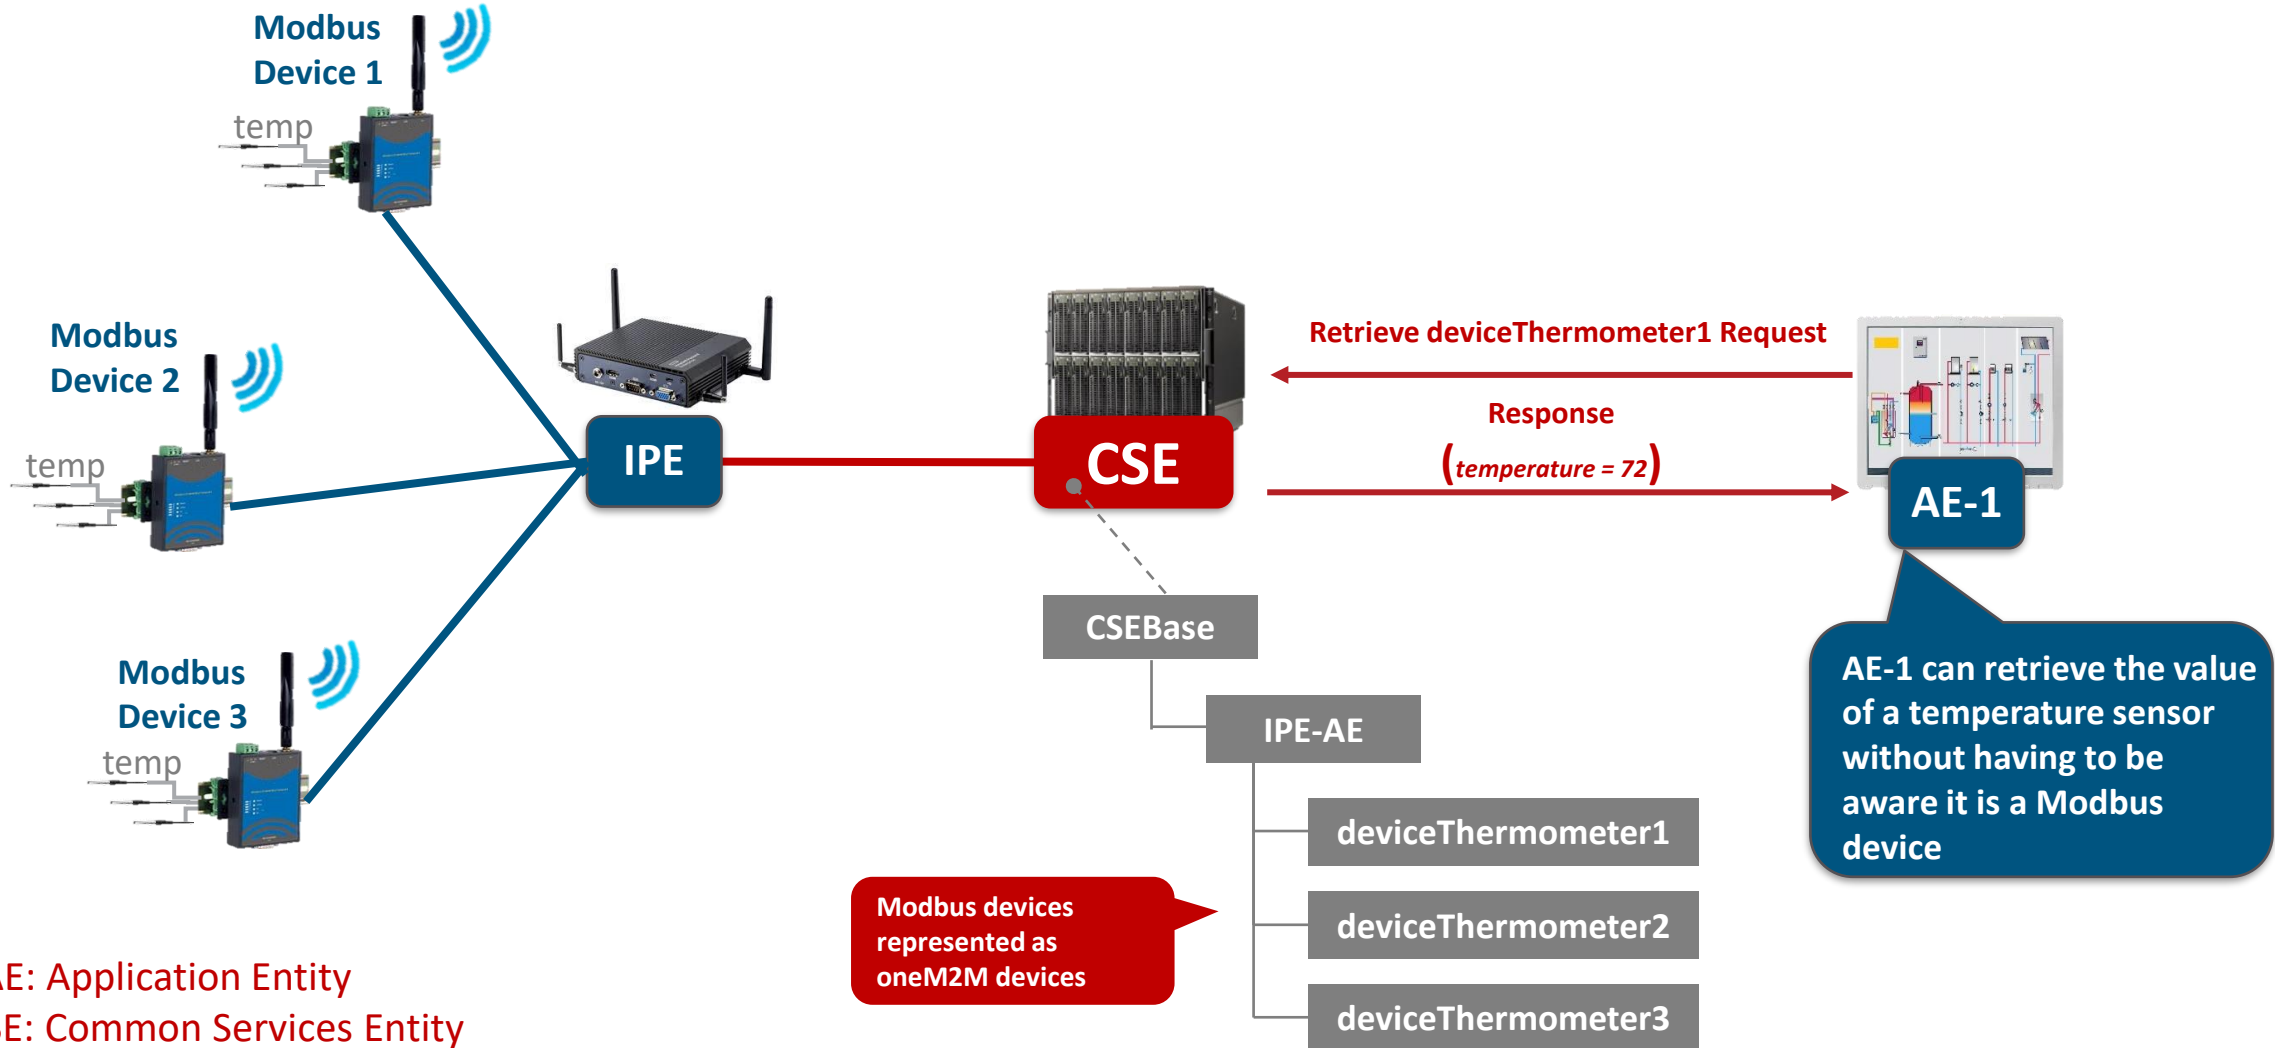 Modbus
Device 1
temp
Modbus
Device 2
temp
Modbus
Device 3
temp
IPE
CSE
Retrieve deviceThermometer1 Request
Response
(temperature = 72)
AE-1
AE-1 can retrieve the value
of a temperature sensor
without having to be
aware it is a Modbus
device
CSEBase
IPE-AE
deviceThermometer1
deviceThermometer2
deviceThermometer3
Modbus devices
represented as
oneM2M devices
AE: Application Entity
SE: Common Services Entity